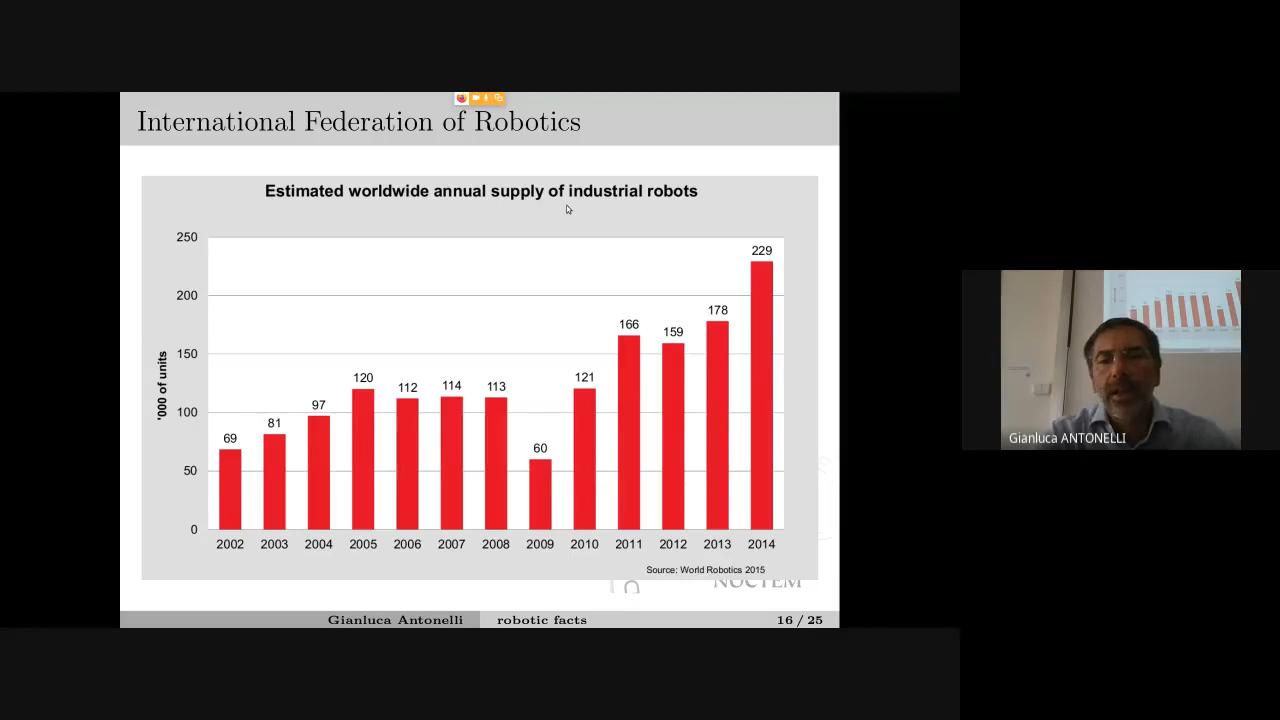 International Federation of Robotics
Estimated worldwide annual supply of industrial robots
'000 of units
250
200
150
100
50
0
69
81
97
120
112
114
113
60
121
166
159
178
229
2002 2003 2004 2005 2006 2007 2008 2009 2010 2011 2012 2013 2014
Source: World Robotics 2015
NOCTEM
Gianluca Antonelli robotic facts 16 / 25
Gianluca ANTONELLI